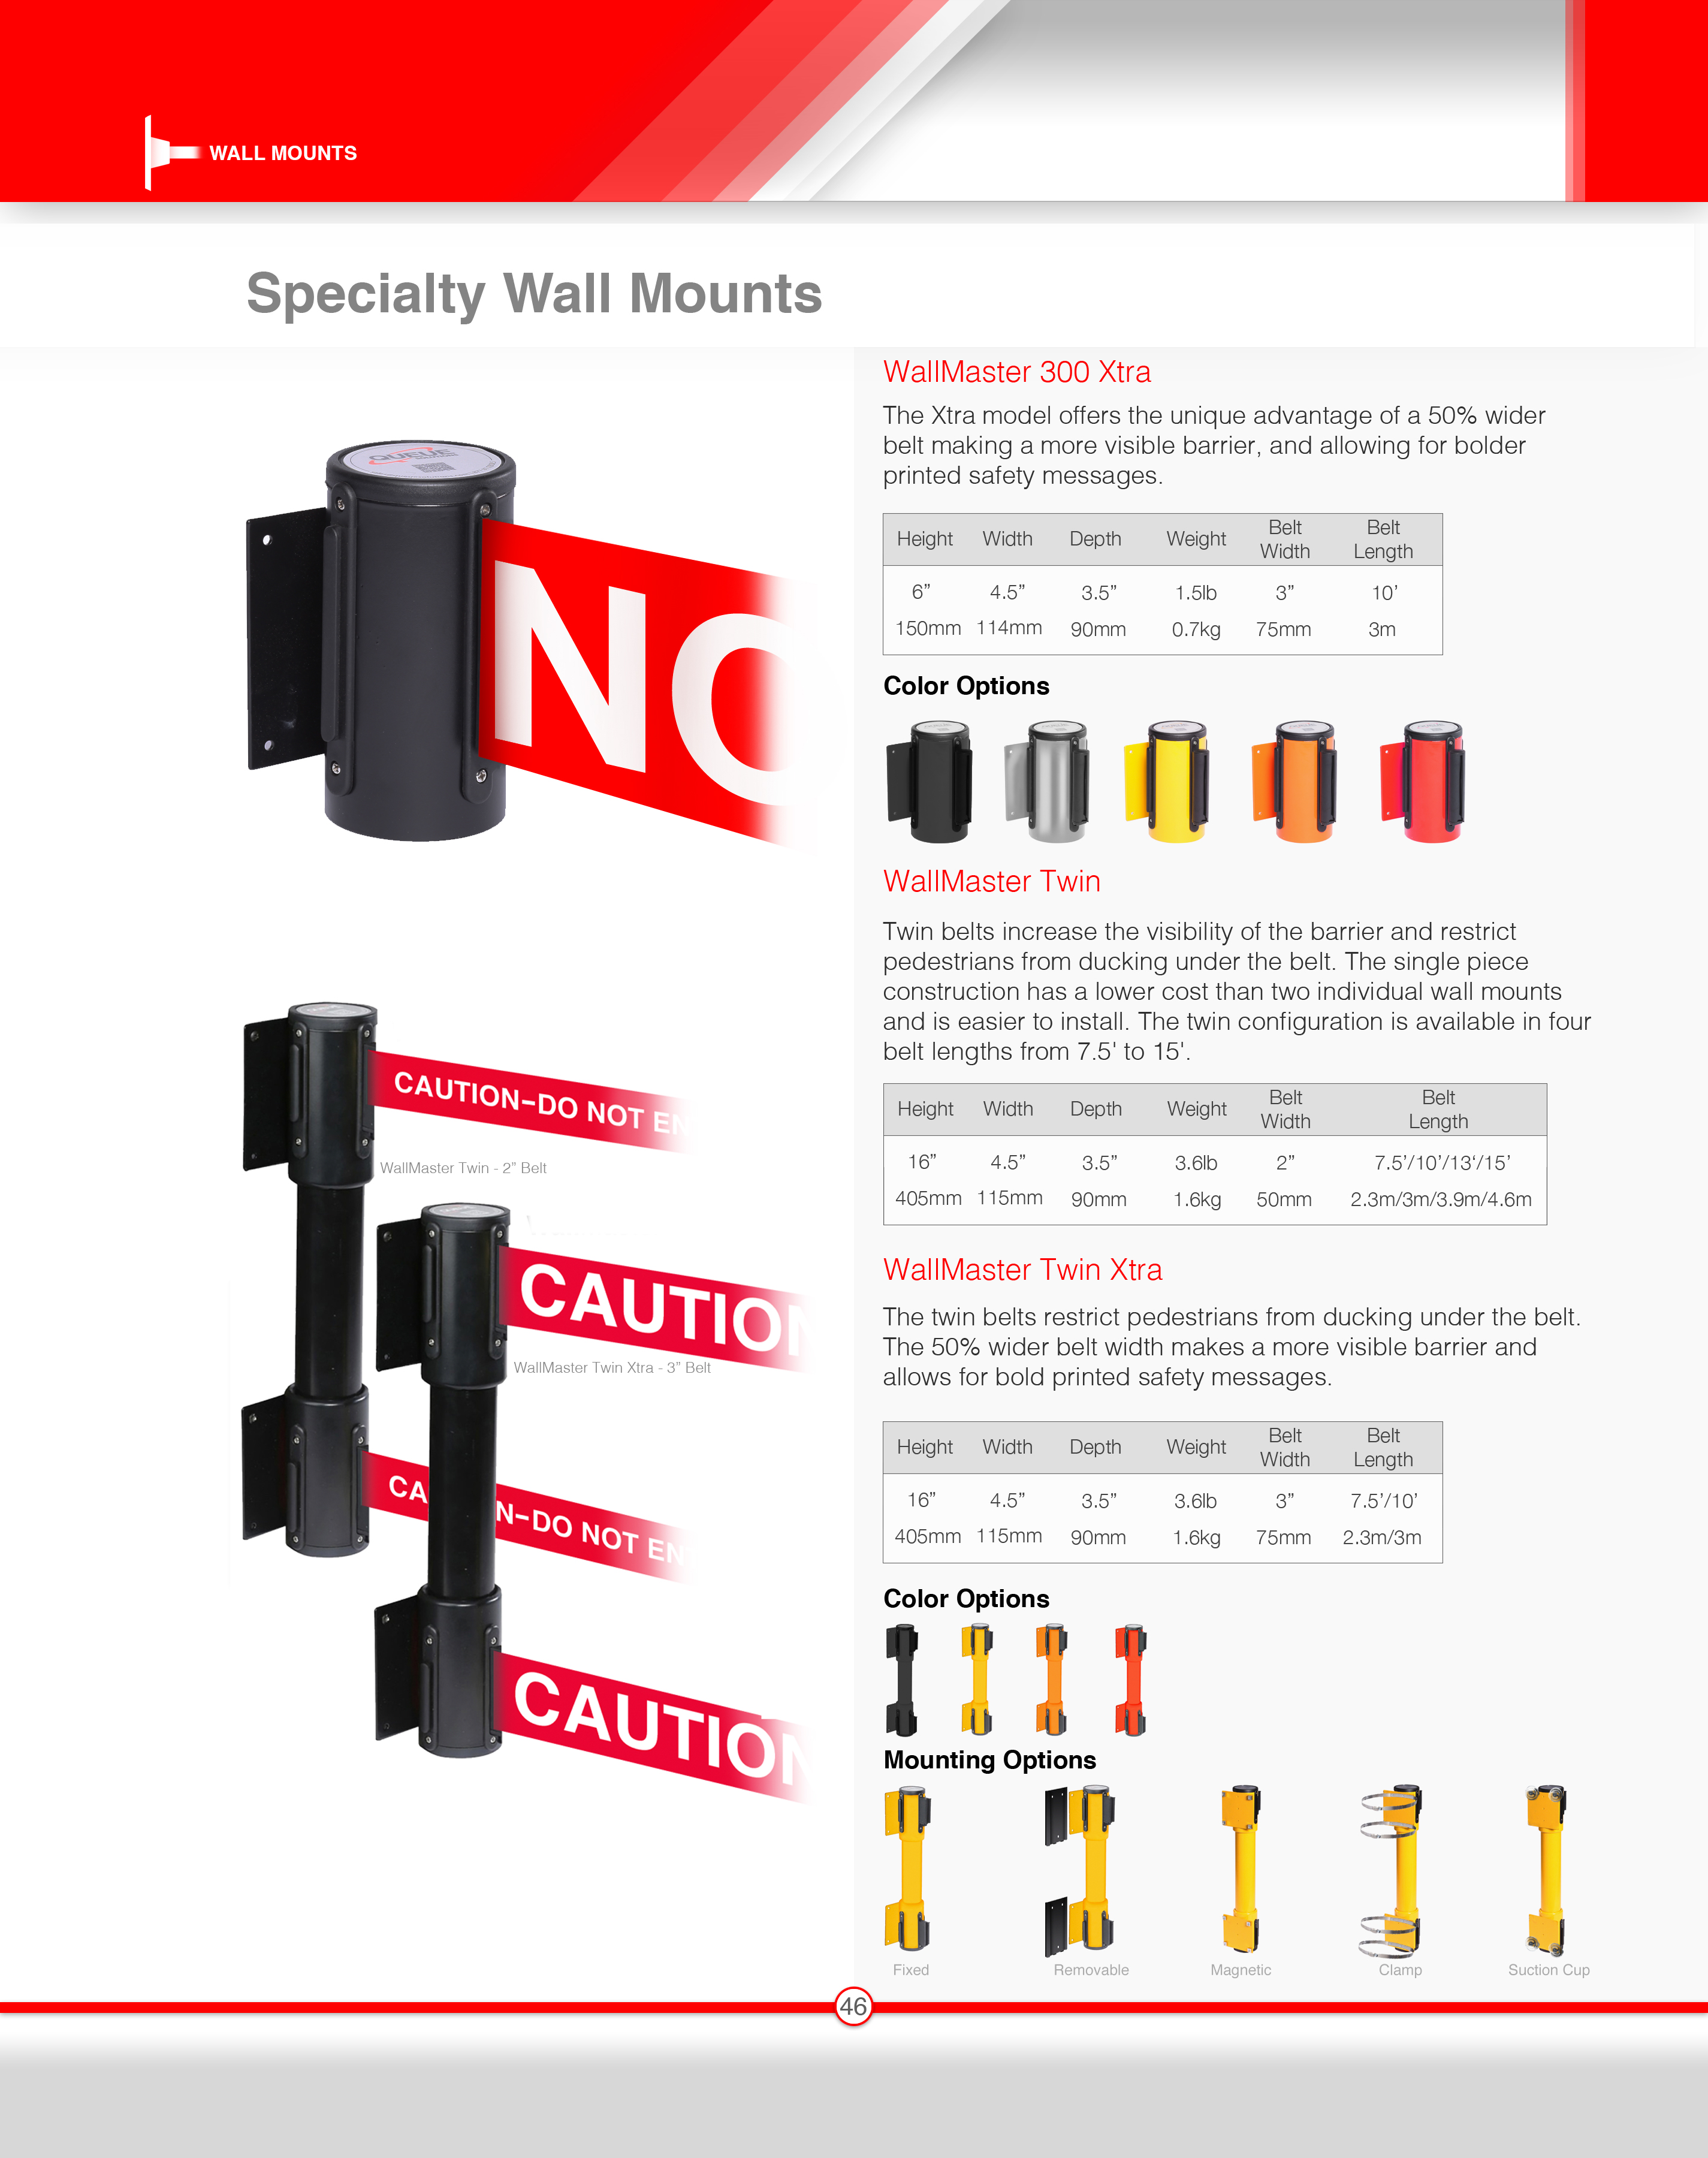 WALL MOUNTS
Specialty Wall Mounts
WallMaster 300 Xtra
The Xtra model offers the unique advantage of a 50% wider
belt making a more visible barrier, and allowing for bolder
printed safety messages.
Height Width Depth Weight Belt Width Belt Length
6” 4.5” 3.5” 1.5lb 3” 10’
150mm 114mm 90mm 0.7kg 75mm 3m
Color Options
QUEUE
NO
WallMaster Twin
Twin belts increase the visibility of the barrier and restrict
pedestrians from ducking under the belt. The single piece
construction has a lower cost than two individual wall mounts
and is easier to install. The twin configuration is available in four
belt lengths from 7.5' to 15'.
Height Width Depth Weight Belt Width Belt Length
16” 4.5” 3.5” 3.6lb 2” 7.5’/10’/13‘/15’
405mm 115mm 90mm 1.6kg 50mm 2.3m/3m/3.9m/4.6m
CAUTION–DO NOT EN
WallMaster Twin - 2” Belt
CAUTION
WallMaster Twin Xtra - 3” Belt
CA N–DO NOT EN
CAUTION
WallMaster Twin Xtra
The twin belts restrict pedestrians from ducking under the belt.
The 50% wider belt width makes a more visible barrier and
allows for bold printed safety messages.
Height Width Depth Weight Belt Width Belt Length
16” 4.5” 3.5” 3.6lb 3” 7.5’/10’
405mm 115mm 90mm 1.6kg 75mm 2.3m/3m
Color Options
Mounting Options
Fixed Removable Magnetic Clamp Suction Cup
46